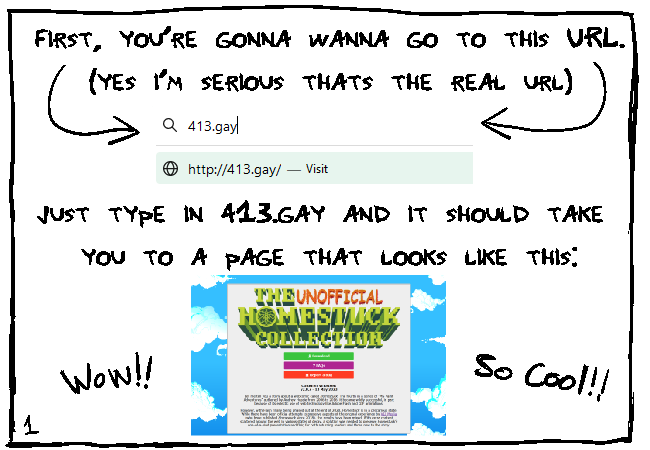 FIRST, YOU'RE GONNA WANNA GO TO THIS URL.
(YES I'M SERIOUS THATS THE REAL URL)
413.gay
http://413.gay/ — Visit
JUST TYPE IN 413.GAY AND IT SHOULD TAKE
YOU TO A PAGE THAT LOOKS LIKE THIS:
THE UNOFFICIAL
HOMESTUCK
COLLECTION
WOW!!
SO COOL!!
1